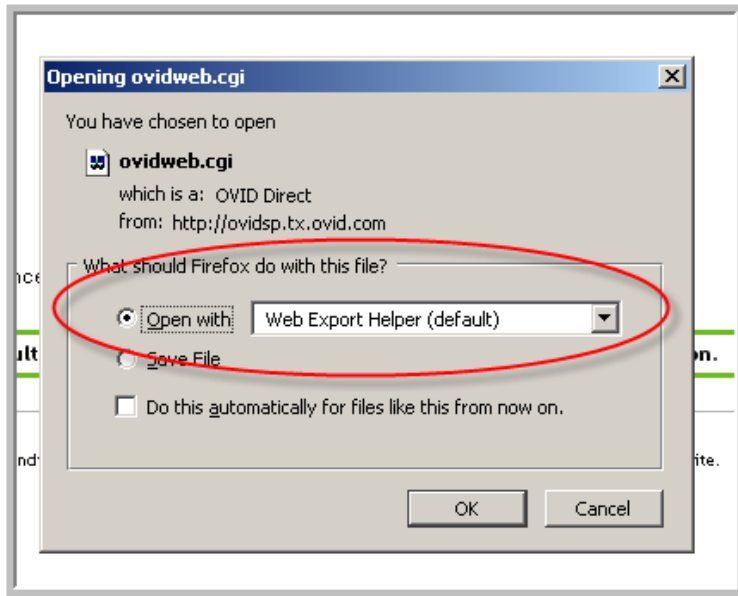 Opening ovidweb.cgi
You have chosen to open
ovidweb.cgi
which is a: OVID Direct
from: http://ovidsp.tx.ovid.com
What should Firefox do with this file?
Open with Web Export Helper (default)
Save File
Do this automatically for files like this from now on.
OK Cancel